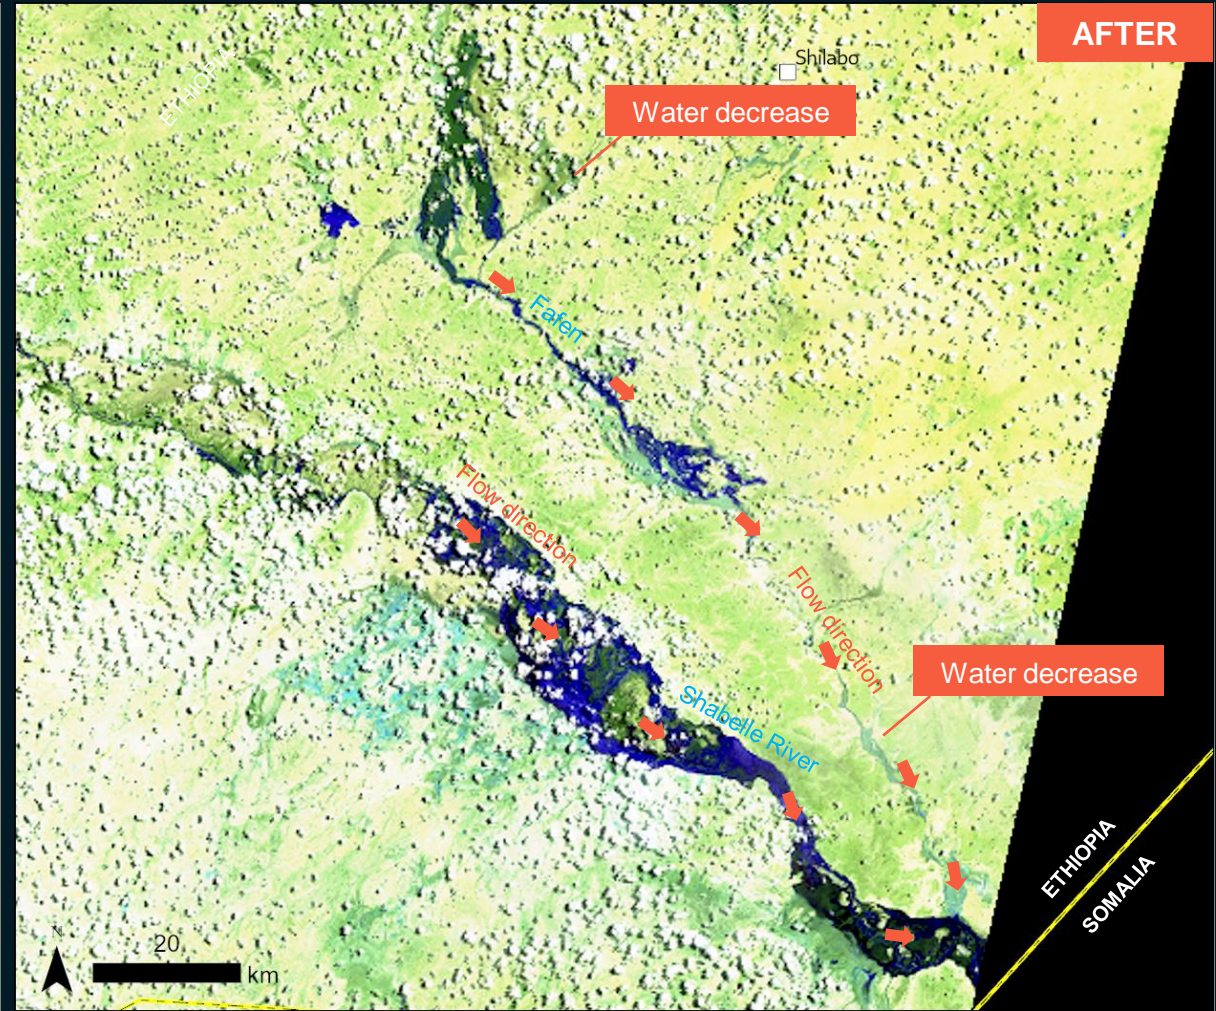 AFTER
Shilabo
ETHIOPIA
Water decrease
Fafen
Flow direction
Flow direction
Water decrease
Shabelle River
ETHIOPIA
SOMALIA
N
20
km